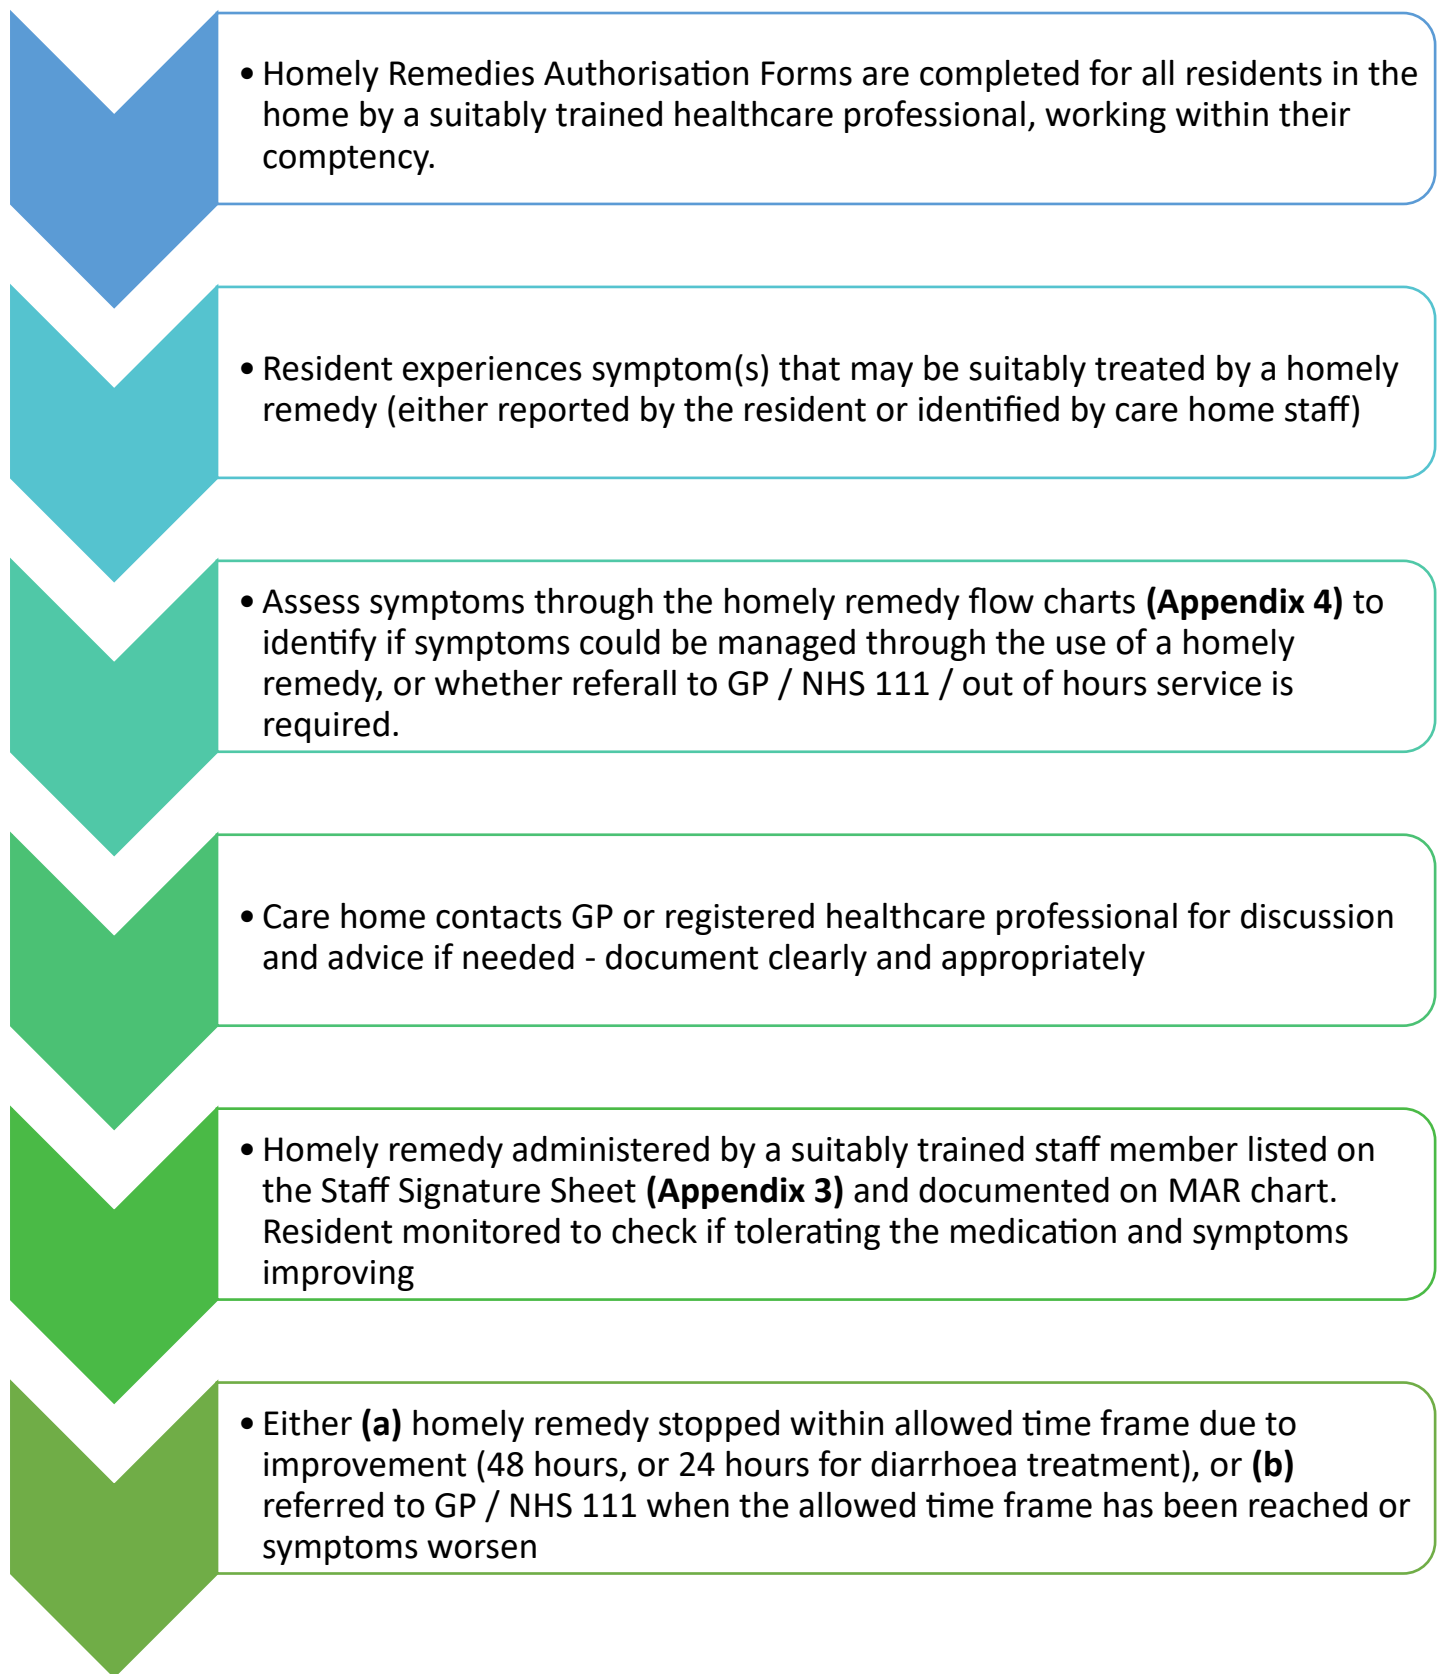 • Homely Remedies Authorisation Forms are completed for all residents in the
home by a suitably trained healthcare professional, working within their
comptency.
• Resident experiences symptom(s) that may be suitably treated by a homely
remedy (either reported by the resident or identified by care home staff)
• Assess symptoms through the homely remedy flow charts (Appendix 4) to
identify if symptoms could be managed through the use of a homely
remedy, or whether referall to GP / NHS 111 / out of hours service is
required.
• Care home contacts GP or registered healthcare professional for discussion
and advice if needed - document clearly and appropriately
• Homely remedy administered by a suitably trained staff member listed on
the Staff Signature Sheet (Appendix 3) and documented on MAR chart.
Resident monitored to check if tolerating the medication and symptoms
improving
• Either (a) homely remedy stopped within allowed time frame due to
improvement (48 hours, or 24 hours for diarrhoea treatment), or (b)
referred to GP / NHS 111 when the allowed time frame has been reached or
symptoms worsen